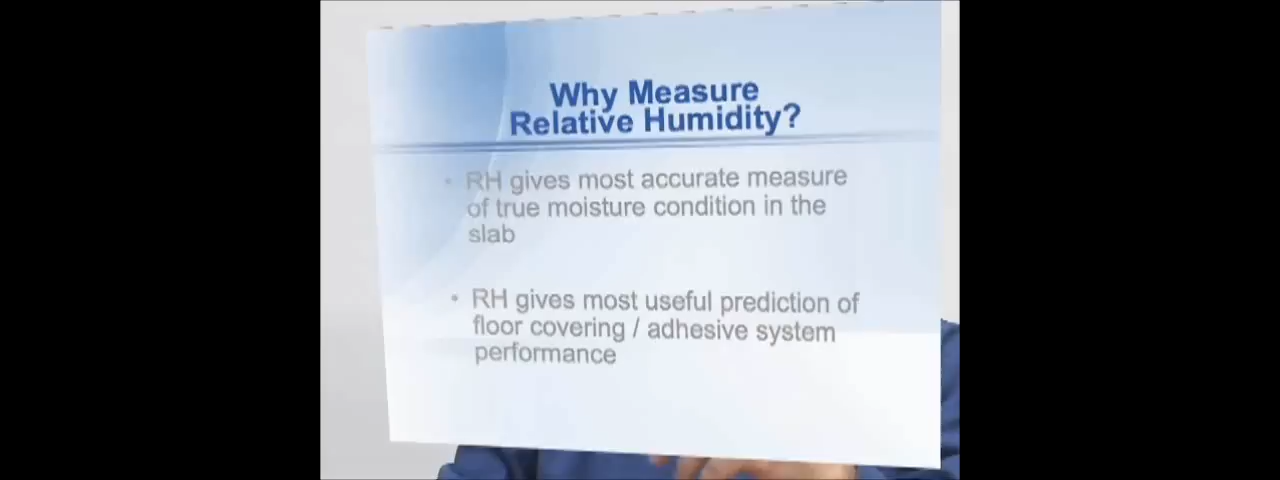 Why Measure
Relative Humidity?
• RH gives most accurate measure
of true moisture condition in the
slab
• RH gives most useful prediction of
floor covering / adhesive system
performance